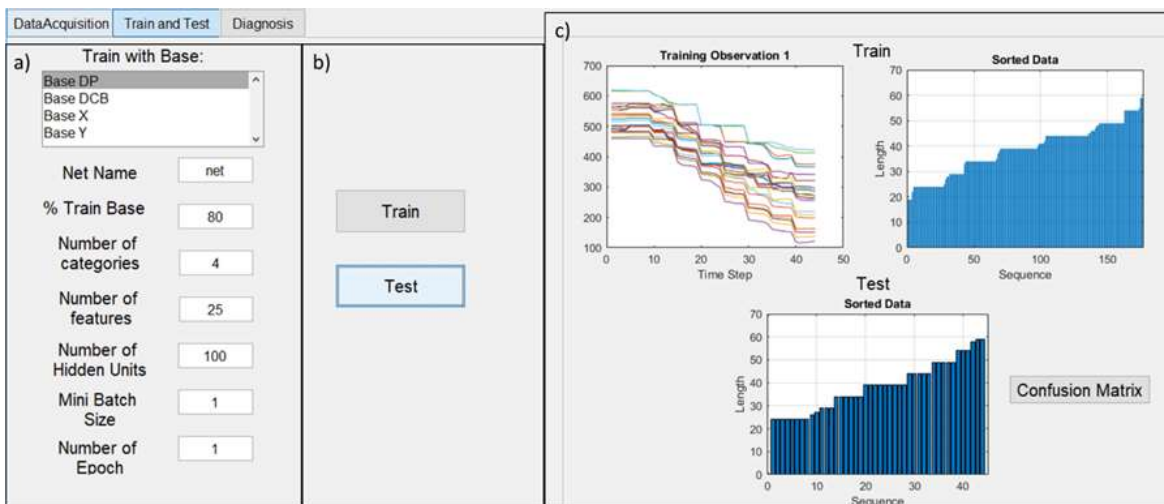 DataAcquisition Train and Test Diagnosis
a)
Train with Base:
Base DP
Base DCB
Base X
Base Y
Net Name net
% Train Base 80
Number of
categories 4
Number of
features 25
Number of
Hidden Units 100
Mini Batch
Size 1
Number of
Epoch 1
b)
Train
Test
c)
Train
Training Observation 1
700
600
500
400
300
200
100
0 10 20 30 40 50
Time Step
Sorted Data
70
60
50
40
30
20
10
0
Length
0 50 100 150
Sequence
Test
Sorted Data
70
60
50
40
30
20
10
0
Length
0 10 20 30 40
Sequence
Confusion Matrix